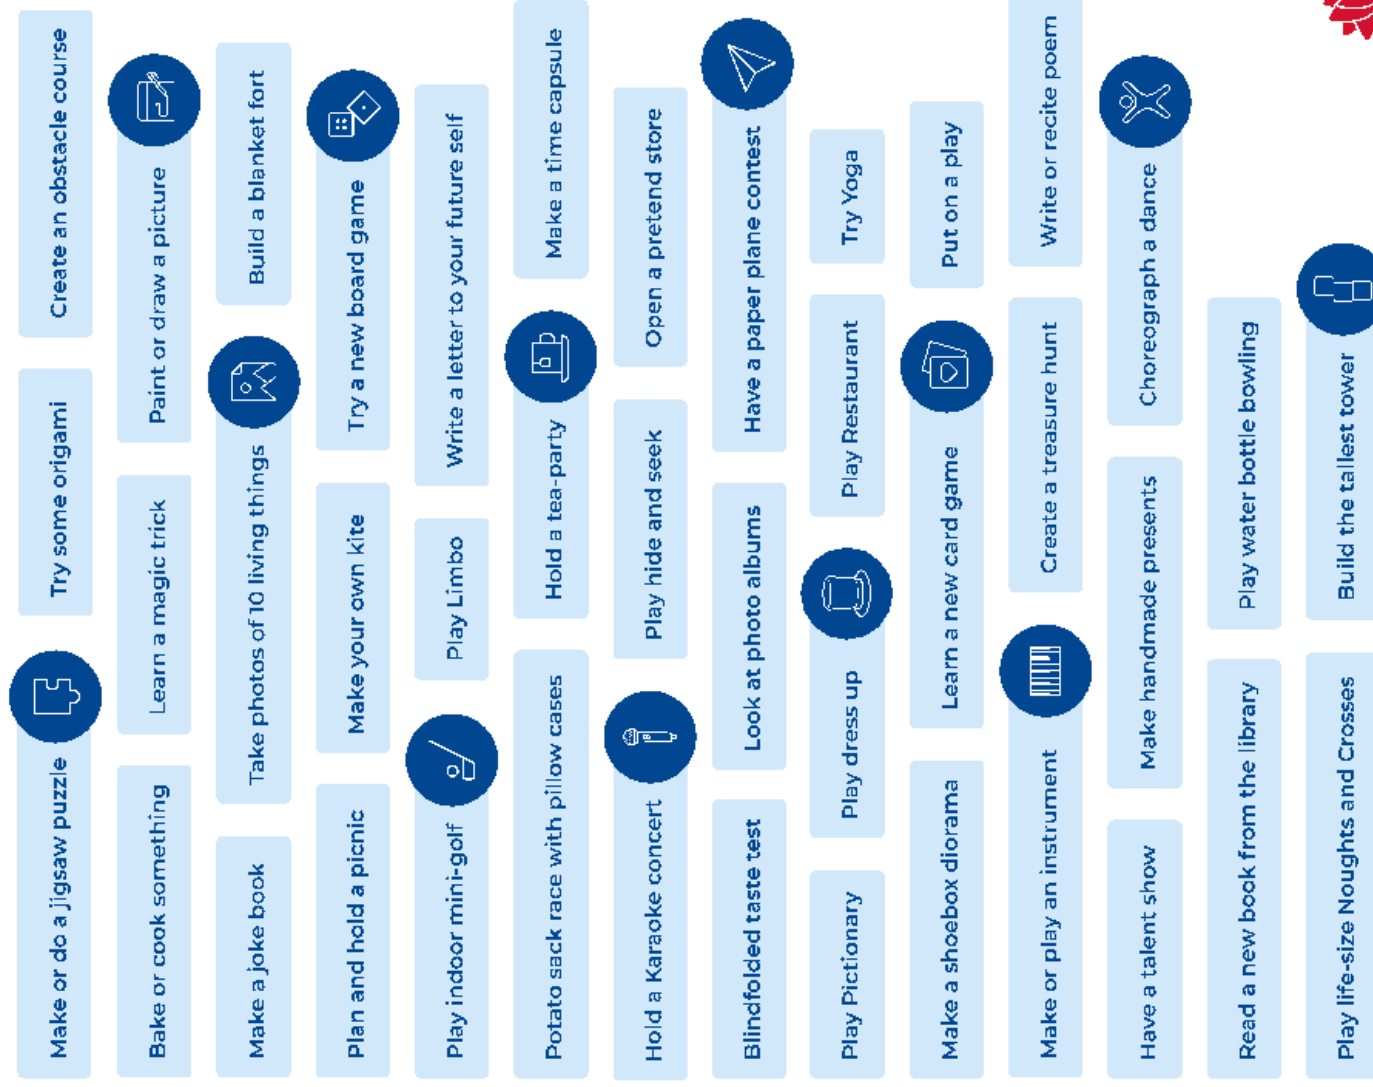 Make or do a jigsaw puzzle
Try some origami
Create an obstacle course
Bake or cook something
Learn a magic trick
Paint or draw a picture
Make a joke book
Take photos of 10 living things
Build a blanket fort
Plan and hold a picnic
Make your own kite
Try a new board game
Play indoor mini-golf
Play Limbo
Write a letter to your future self
Potato sack race with pillow cases
Hold a tea-party
Make a time capsule
Hold a Karaoke concert
Play hide and seek
Open a pretend store
Blindfolded taste test
Look at photo albums
Have a paper plane contest
Play Pictionary
Play dress up
Play Restaurant
Try Yoga
Make a shoebox diorama
Learn a new card game
Put on a play
Make or play an instrument
Create a treasure hunt
Write or recite poem
Have a talent show
Make handmade presents
Choreograph a dance
Read a new book from the library
Play water bottle bowling
Play life-size Noughts and Crosses
Build the tallest tower